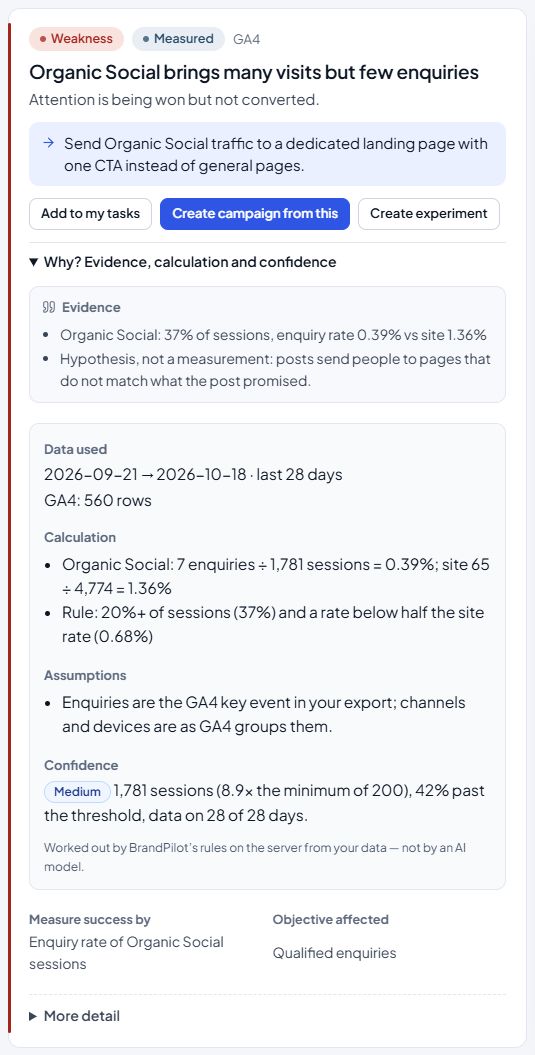 Weakness Measured GA4
Organic Social brings many visits but few enquiries
Attention is being won but not converted.
→ Send Organic Social traffic to a dedicated landing page with
one CTA instead of general pages.
Add to my tasks Create campaign from this Create experiment
▼ Why? Evidence, calculation and confidence
Evidence
• Organic Social: 37% of sessions, enquiry rate 0.39% vs site 1.36%
• Hypothesis, not a measurement: posts send people to pages that
do not match what the post promised.
Data used
2026-09-21 → 2026-10-18 · last 28 days
GA4: 560 rows
Calculation
• Organic Social: 7 enquiries ÷ 1,781 sessions = 0.39%; site 65
÷ 4,774 = 1.36%
• Rule: 20%+ of sessions (37%) and a rate below half the site
rate (0.68%)
Assumptions
• Enquiries are the GA4 key event in your export; channels
and devices are as GA4 groups them.
Confidence
Medium 1,781 sessions (8.9× the minimum of 200), 42% past
the threshold, data on 28 of 28 days.
Worked out by BrandPilot's rules on the server from your data — not by an AI
model.
Measure success by
Enquiry rate of Organic Social
sessions
Objective affected
Qualified enquiries
▶ More detail